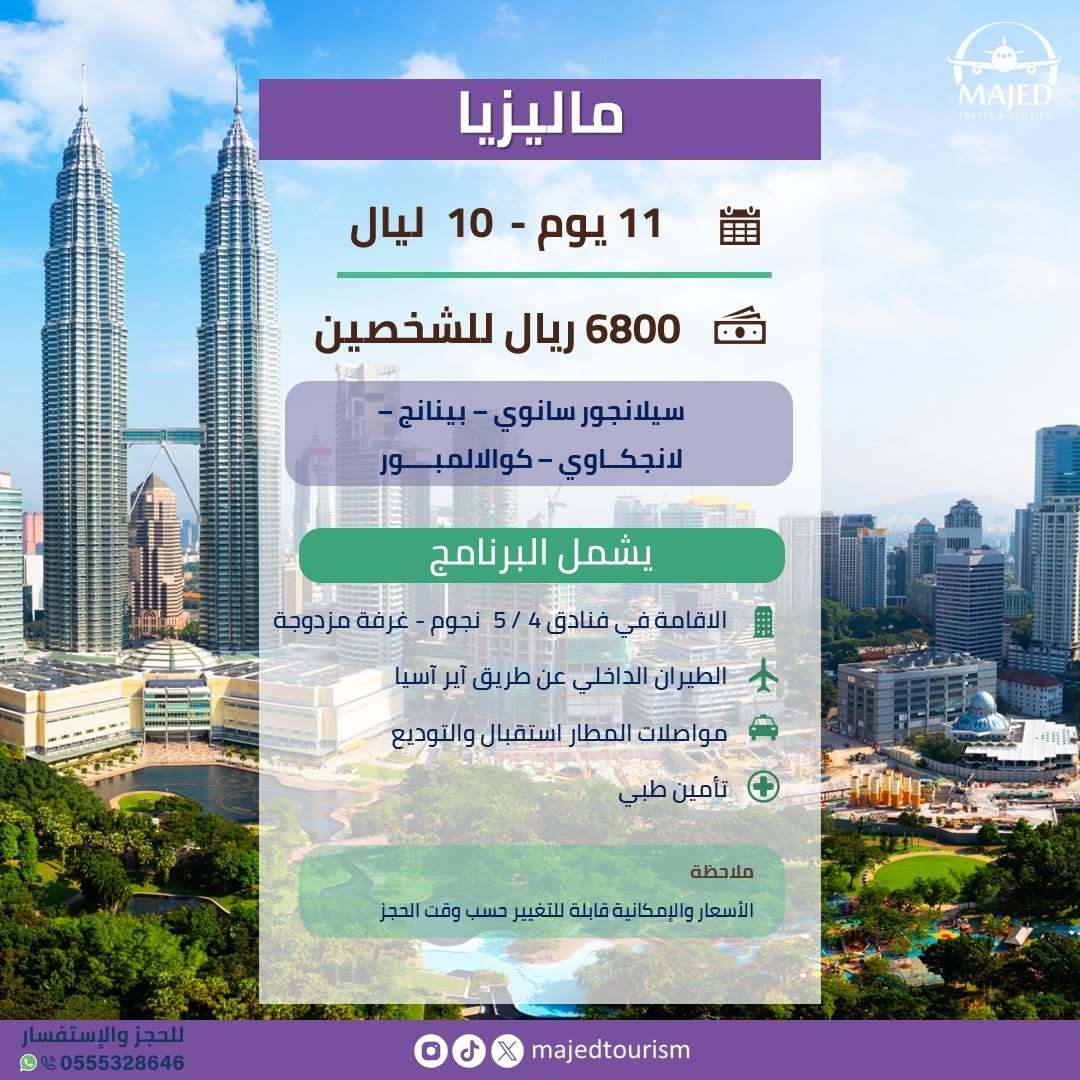 MAJED
TRAVEL & TOURISM
ماليزيا
11 يوم - 10 ليال
6800 ريال للشخصين
سيلانجور سانوي – بينانج –
لانجكــاوي – كوالالمبــــور
يشمل البرنامج
الاقامة في فنادق 4 / 5 نجوم - غرفة مزدوجة
الطيران الداخلي عن طريق آير آسيا
مواصلات المطار استقبال والتوديع
تأمين طبي
ملاحظة
الأسعار والإمكانية قابلة للتغيير حسب وقت الحجز
للحجز والإستفسار
0555328646
majedtourism